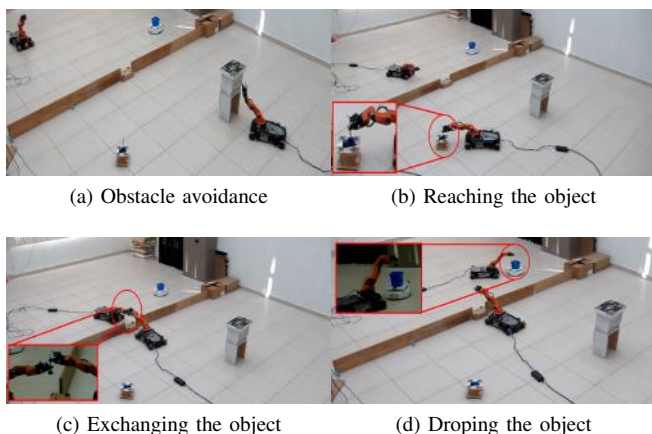 (a) Obstacle avoidance
(b) Reaching the object
(c) Exchanging the object
(d) Droping the object